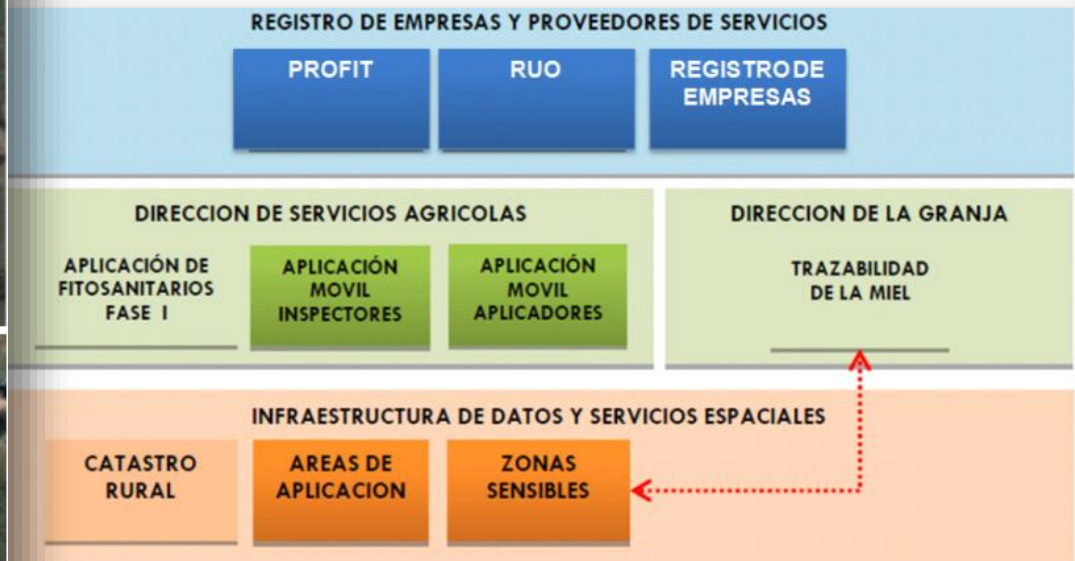 REGISTRO DE EMPRESAS Y PROVEEDORES DE SERVICIOS
PROFIT
RUO
REGISTRO DE
EMPRESAS
DIRECCION DE SERVICIOS AGRICOLAS
APLICACIÓN DE
FITOSANITARIOS
FASE I
APLICACIÓN
MOVIL
INSPECTORES
APLICACIÓN
MOVIL
APLICADORES
DIRECCION DE LA GRANJA
TRAZABILIDAD
DE LA MIEL
INFRAESTRUCTURA DE DATOS Y SERVICIOS ESPACIALES
CATASTRO
RURAL
AREAS DE
APLICACION
ZONAS
SENSIBLES